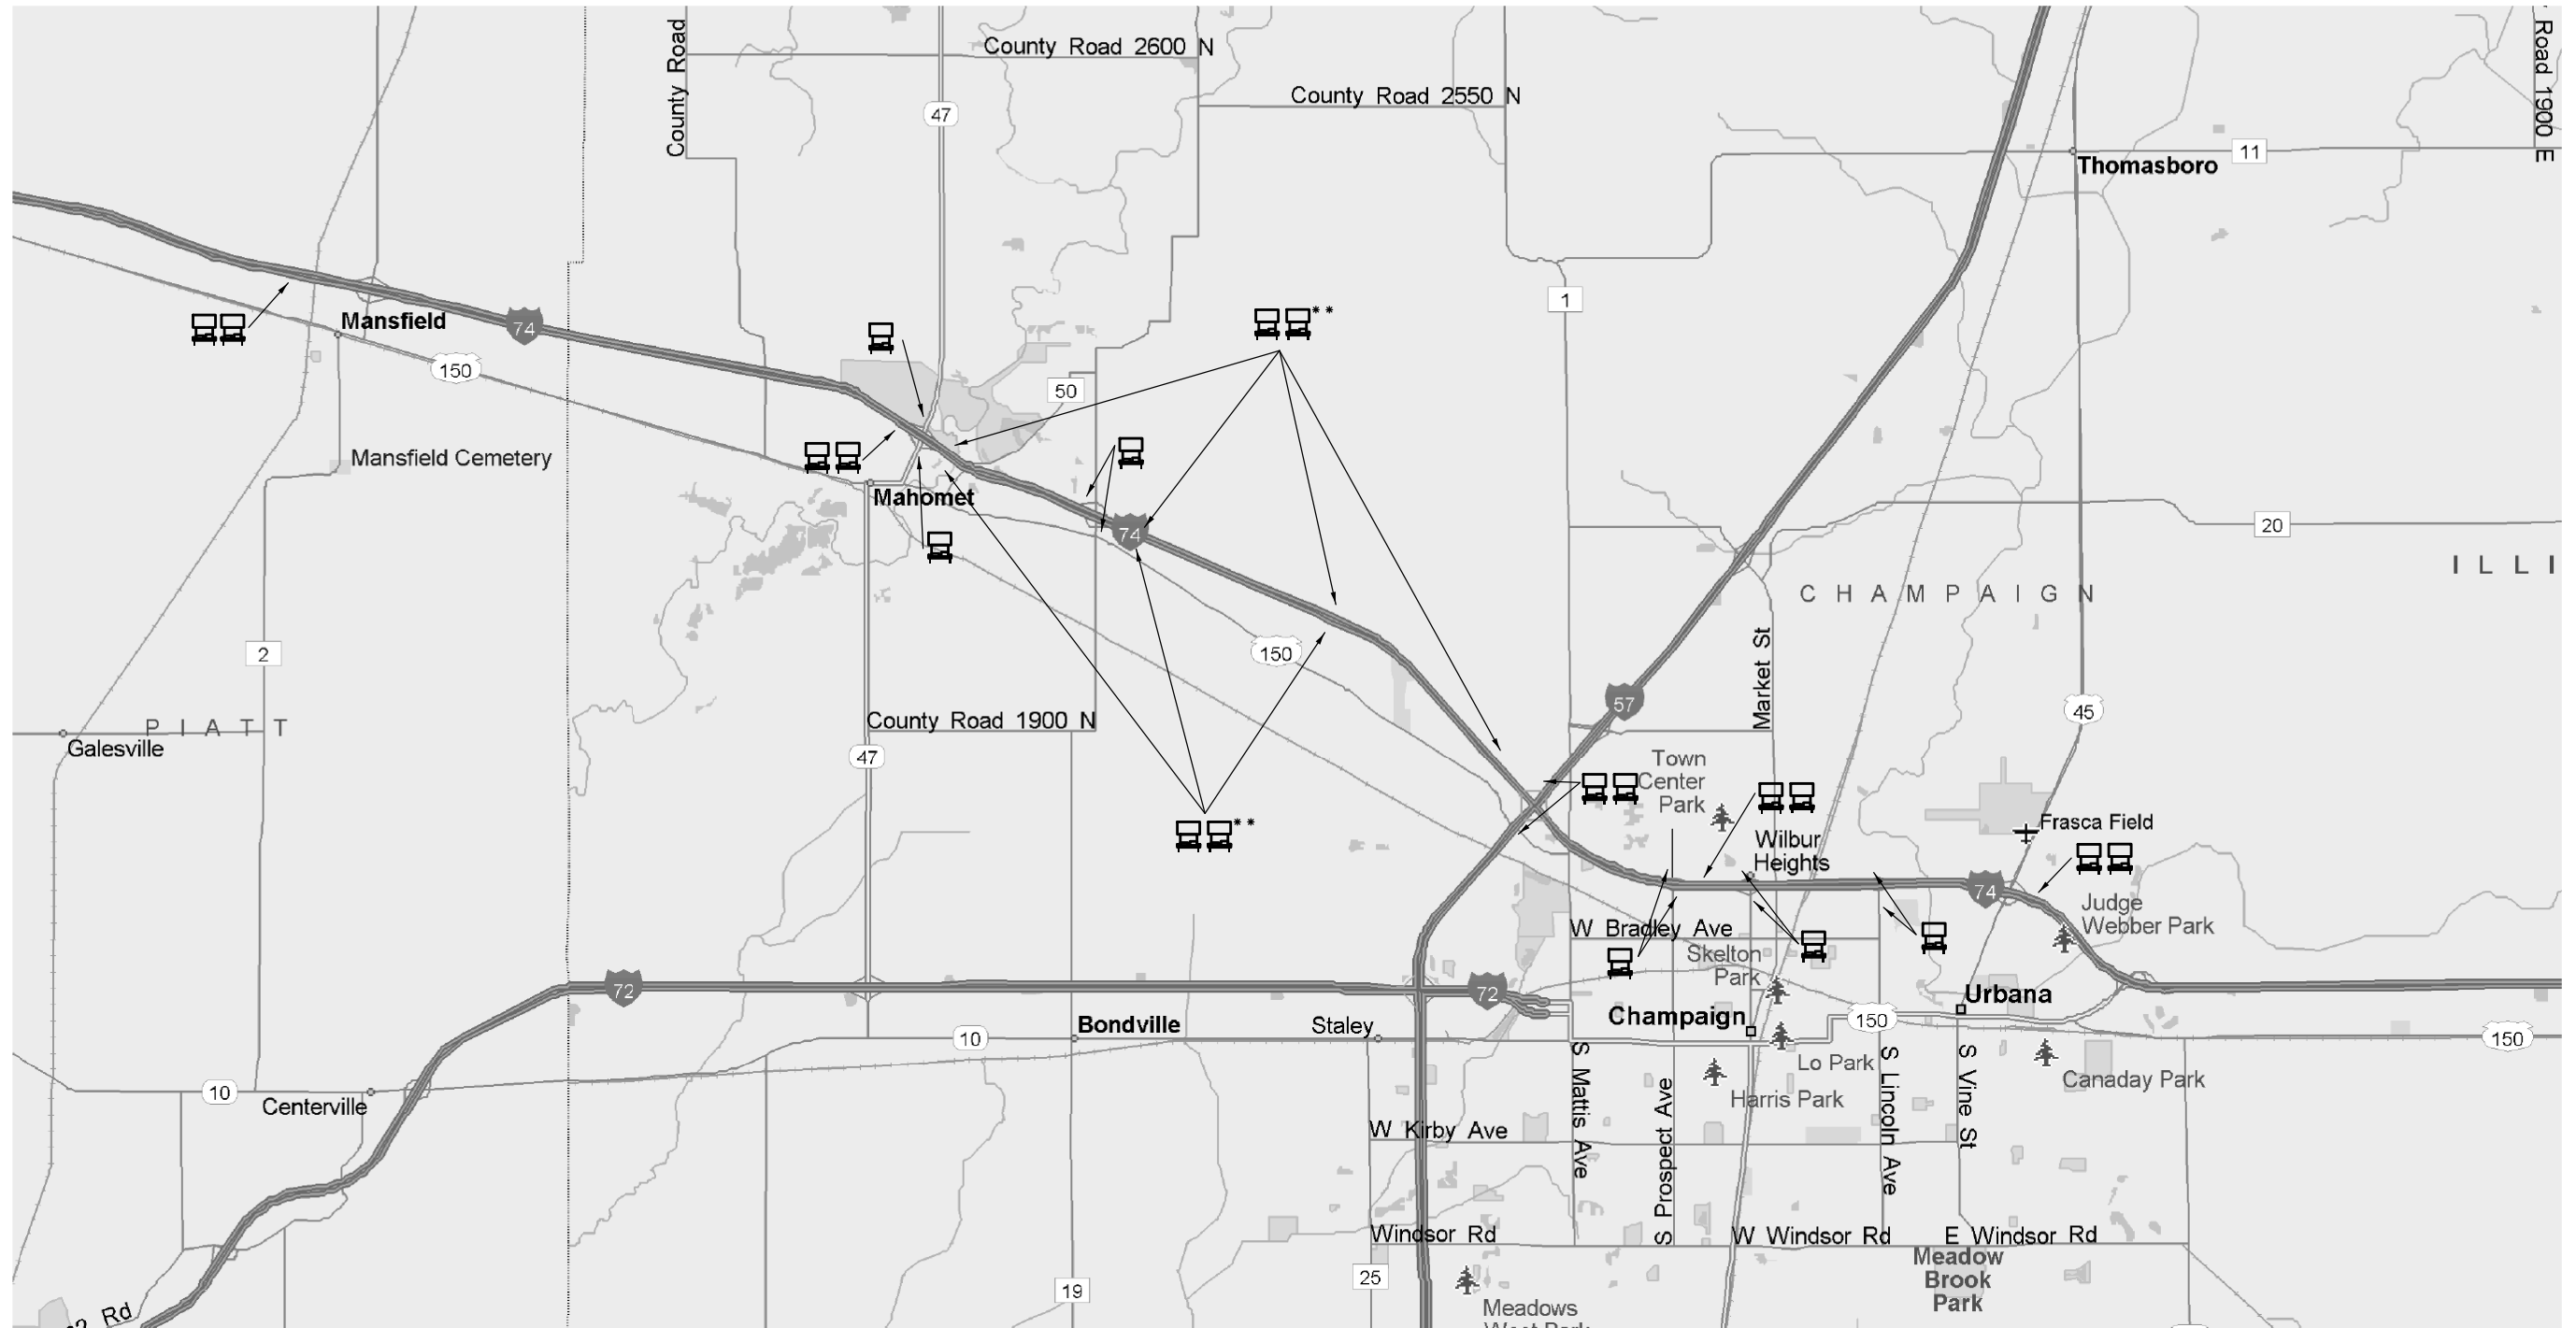 County Road
County Road 2600 N
47
County Road 2550 N
Road 1900 E
Thomasboro
11
1
**
Mansfield
74
150
50
Mansfield Cemetery
Mahomet
74
20
ILLI
CHAMPAIGN
2
150
Market St
57
45
PIATT
Galesville
County Road 1900 N
47
Town
Center
Park
**
Wilbur
Heights
Frasca Field
74
Judge
Webber Park
W Bradley Ave
Skelton
Park
72
72
Urbana
Champaign
150
Bondville
Staley
10
150
10
Centerville
Lo Park
Harris Park
Canaday Park
S Mattis Ave
S Prospect Ave
S Lincoln Ave
S Vine St
W Kirby Ave
Windsor Rd
W Windsor Rd
E Windsor Rd
Meadow
Brook
Park
25
19
Meadows
Rd